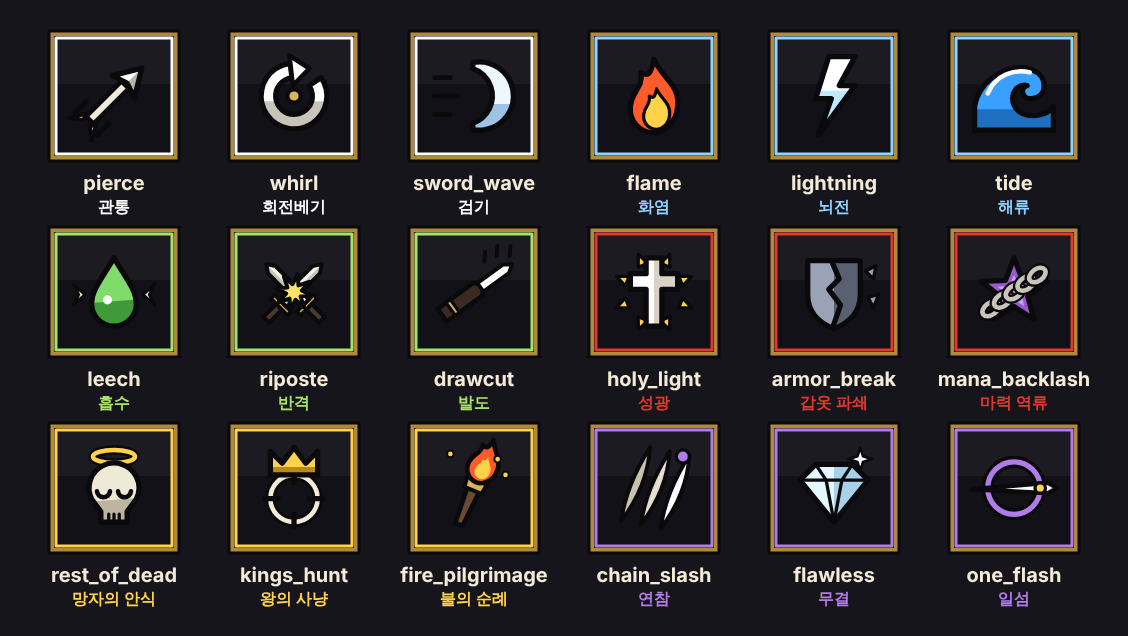 pierce
관통
whirl
회전베기
sword_wave
검기
flame
화염
lightning
뇌전
tide
해류
leech
흡수
riposte
반격
drawcut
발도
holy_light
성광
armor_break
갑옷 파쇄
mana_backlash
마력 역류
rest_of_dead
망자의 안식
kings_hunt
왕의 사냥
fire_pilgrimage
불의 순례
chain_slash
연참
flawless
무결
one_flash
일섬